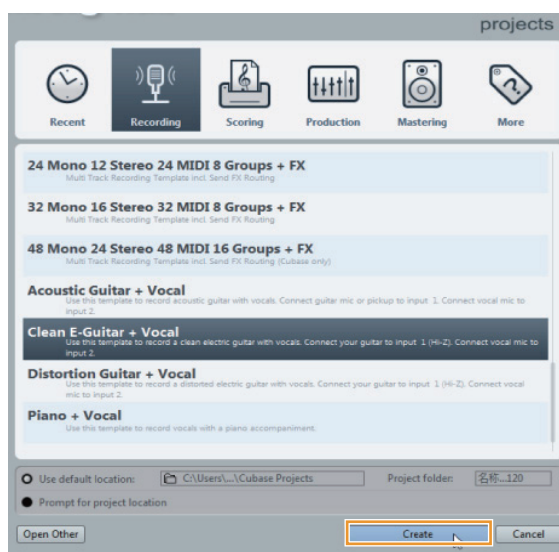 projects
Recent
Recording
Scoring
Production
Mastering
More
24 Mono 12 Stereo 24 MIDI 8 Groups + FX
Multi Track Recording Template incl. Send FX Routing
32 Mono 16 Stereo 32 MIDI 8 Groups + FX
Multi Track Recording Template incl. Send FX Routing
48 Mono 24 Stereo 48 MIDI 16 Groups + FX
Multi Track Recording Template incl. Send FX Routing (Cubase only)
Acoustic Guitar + Vocal
Use this template to record acoustic guitar with vocals. Connect guitar mic or pickup to input 1. Connect vocal mic to
input 2.
Clean E-Guitar + Vocal
Use this template to record a clean electric guitar with vocals. Connect your guitar to input 1 (Hi-Z). Connect vocal mic to
input 2.
Distortion Guitar + Vocal
Use this template to record a distorted electric guitar with vocals. Connect your guitar to input 1 (Hi-Z). Connect vocal
mic to input 2.
Piano + Vocal
Use this template to record vocals with a piano accompaniment.
Use default location: C:\Users\...\Cubase Projects Project folder: 名称...120
Prompt for project location
Open Other Create Cancel